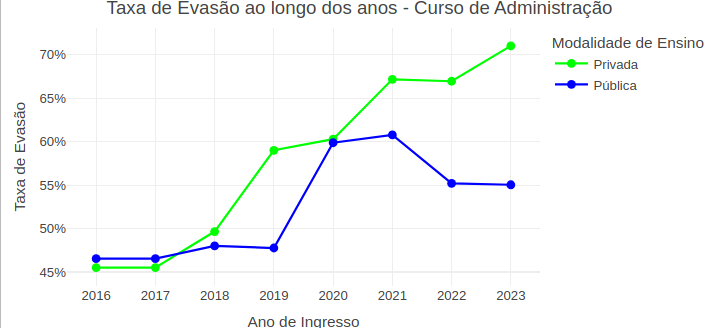 Taxa de Evasão ao longo dos anos - Curso de Administração
Modalidade de Ensino
Privada
Pública
Taxa de Evasão
70%
65%
60%
55%
50%
45%
2016 2017 2018 2019 2020 2021 2022 2023
Ano de Ingresso